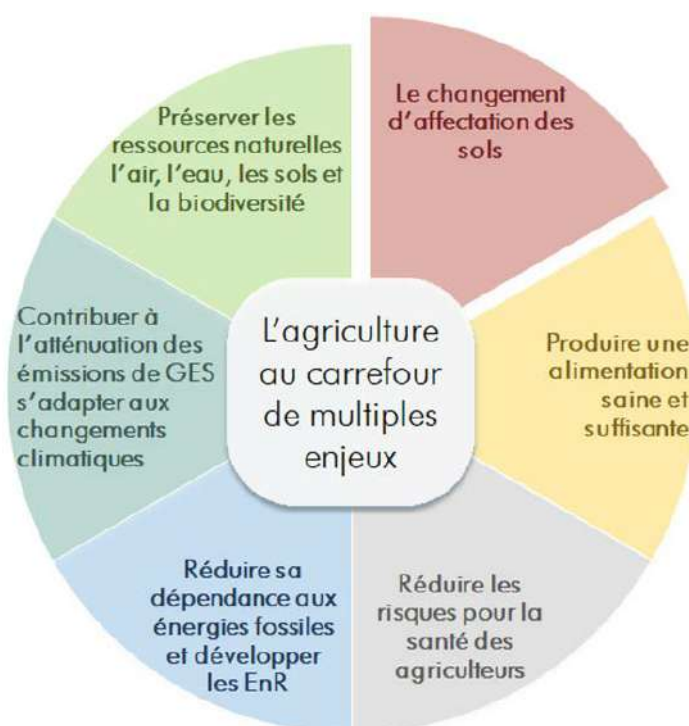 Le changement
d'affectation des
sols
Produire une
alimentation
saine et
suffisante
Réduire les
risques pour la
santé des
agriculteurs
Réduire sa
dépendance aux
énergies fossiles
et développer
les EnR
Contribuer à
l'atténuation des
émissions de GES
s'adapter aux
changements
climatiques
Préserver les
ressources naturelles
l'air, l'eau, les sols et
la biodiversité
L'agriculture
au carrefour
de multiples
enjeux